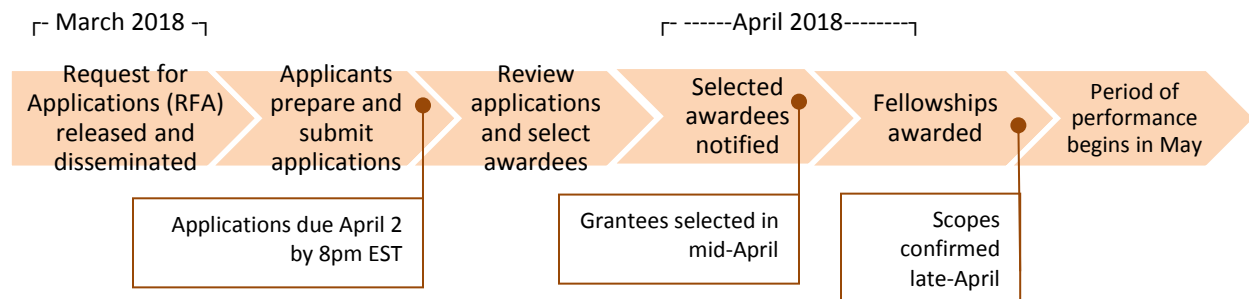 ┌- March 2018 -┐
┌- ------April 2018--------┐
Request for
Applications (RFA)
released and
disseminated
Applicants
prepare and
submit
applications
Review
applications
and select
awardees
Selected
awardees
notified
Fellowships
awarded
Period of
performance
begins in May
Applications due April 2
by 8pm EST
Grantees selected in
mid-April
Scopes
confirmed
late-April